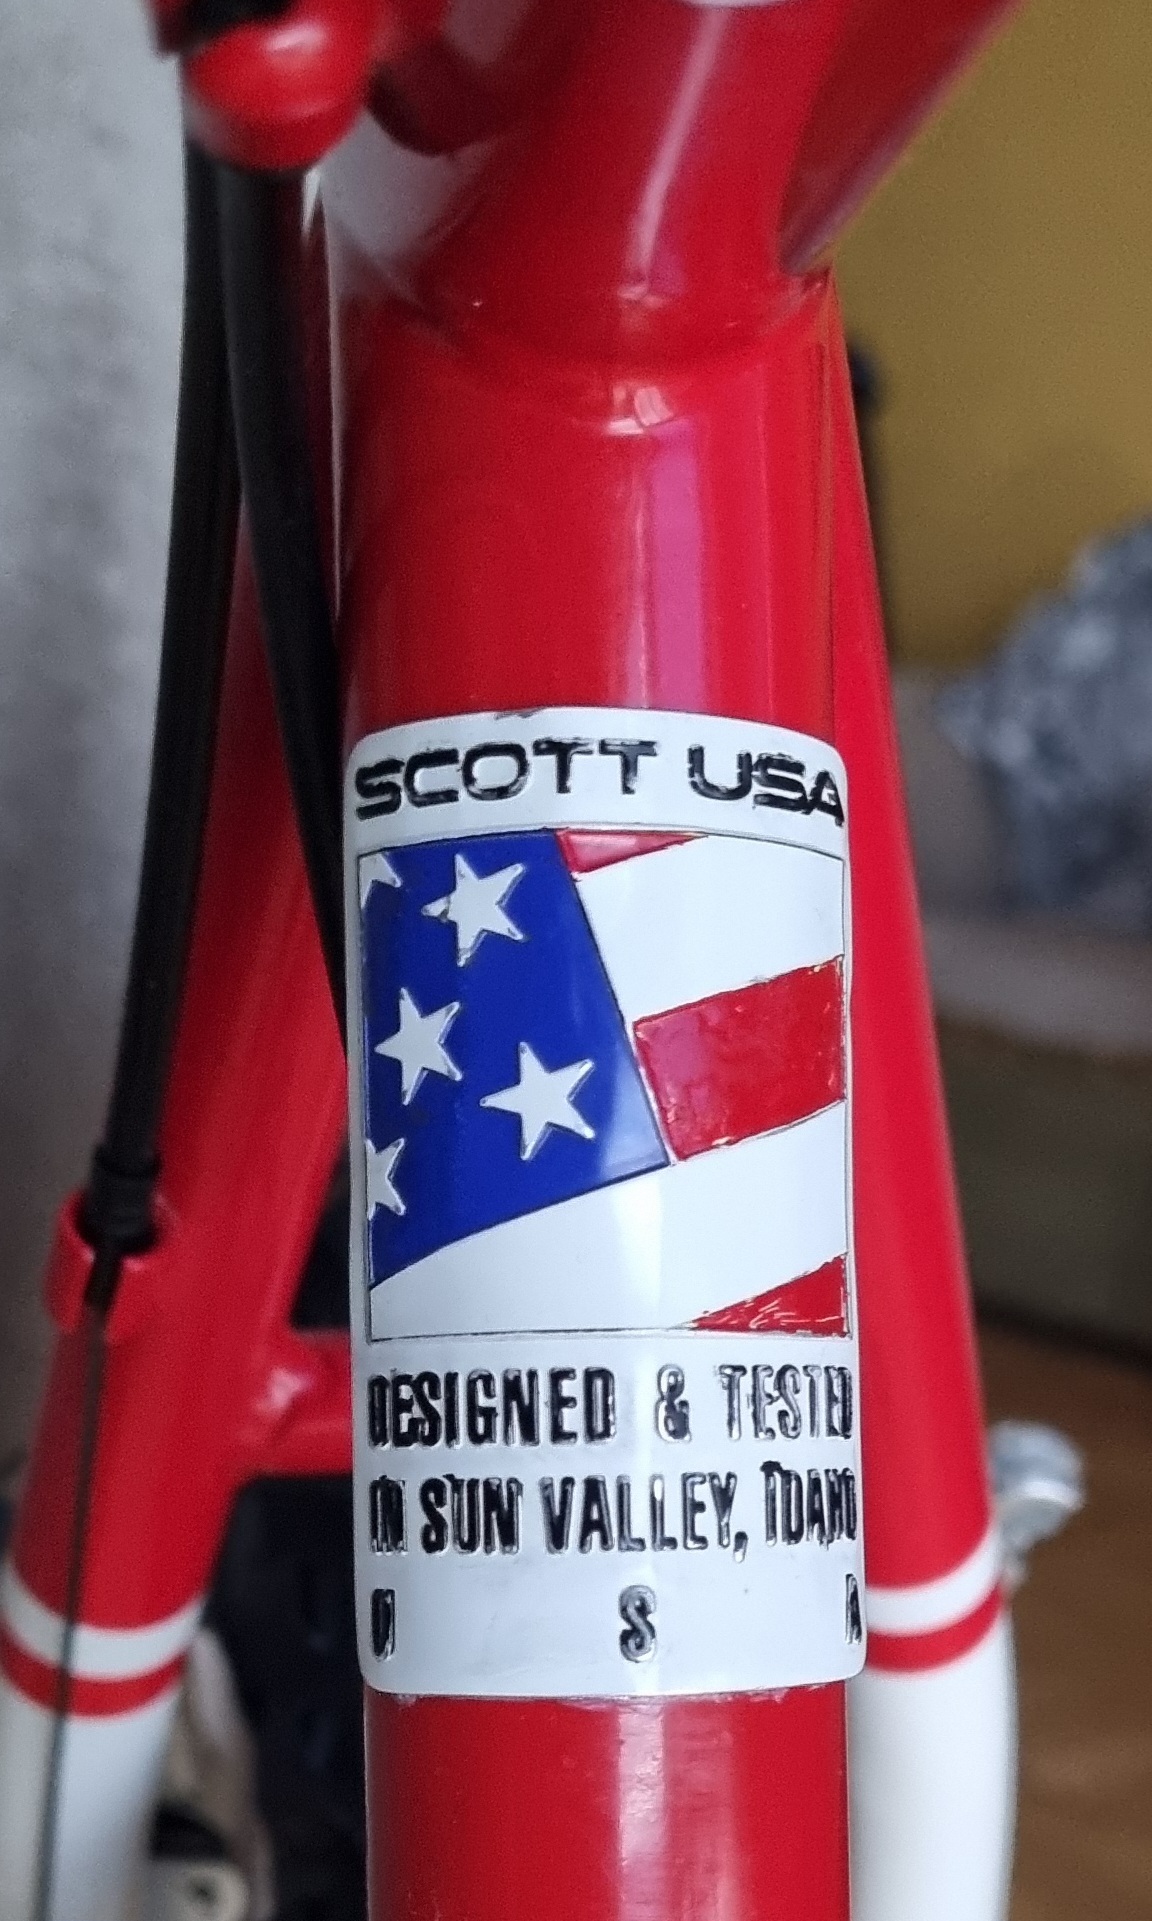 SCOTT USA
DESIGNED & TESTED
IN SUN VALLEY, IDAHO
U S A